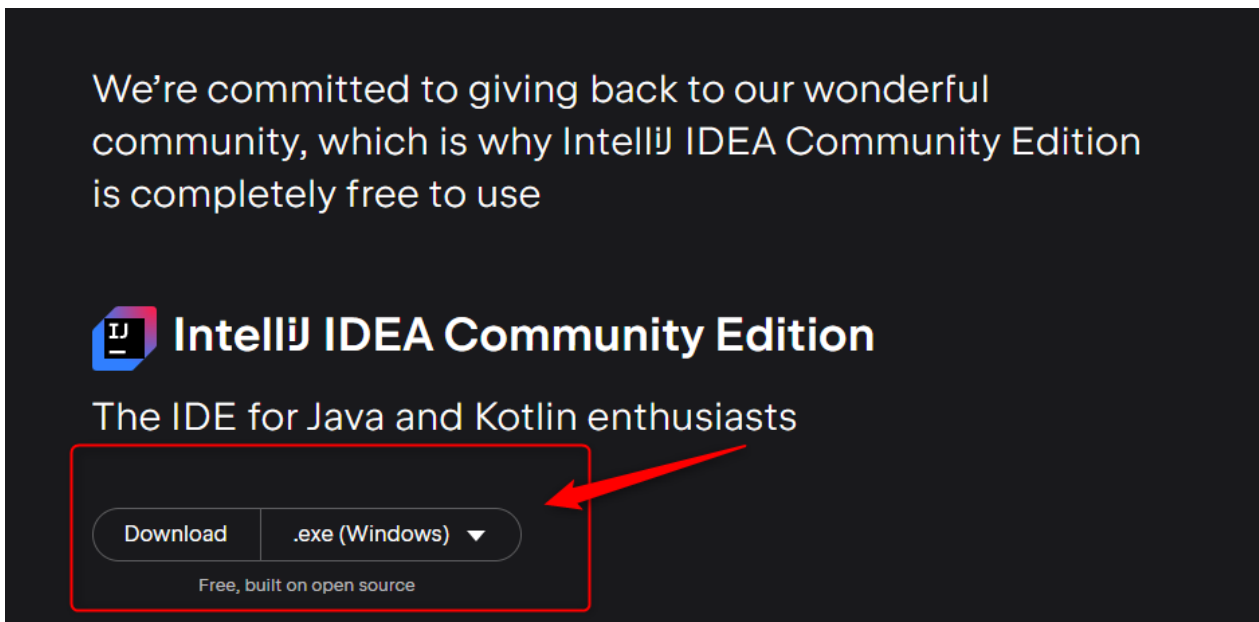 We’re committed to giving back to our wonderful
community, which is why IntelliJ IDEA Community Edition
is completely free to use
IJ
IntelliJ IDEA Community Edition
The IDE for Java and Kotlin enthusiasts
Download .exe (Windows)
Free, built on open source